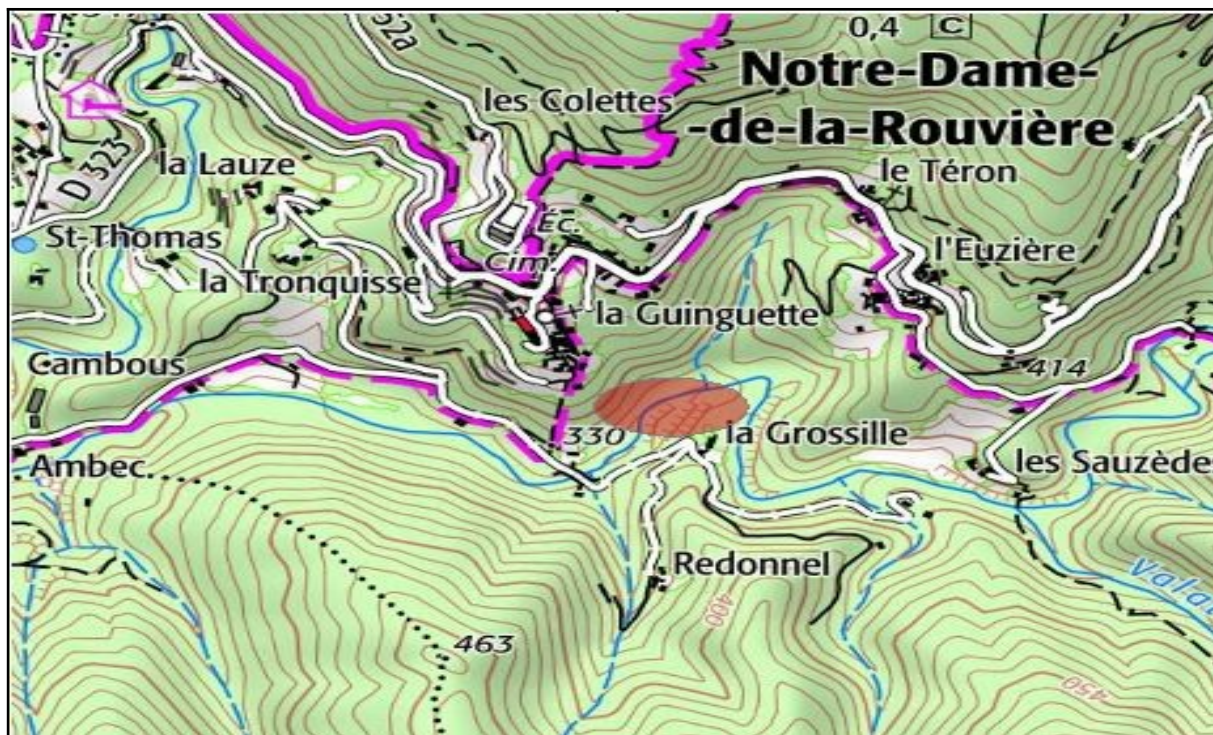 0,4 C
Notre-Dame-
-de-la-Rouvière
les Colettes
la Lauze
D 323
le Téron
Éc.
St-Thomas
l'Euzière
Cim.
la Tronquisse
la Guinguette
Cambous
414
330
la Grossille
Ambec
les Sauzède
Redonnel
400
463
450